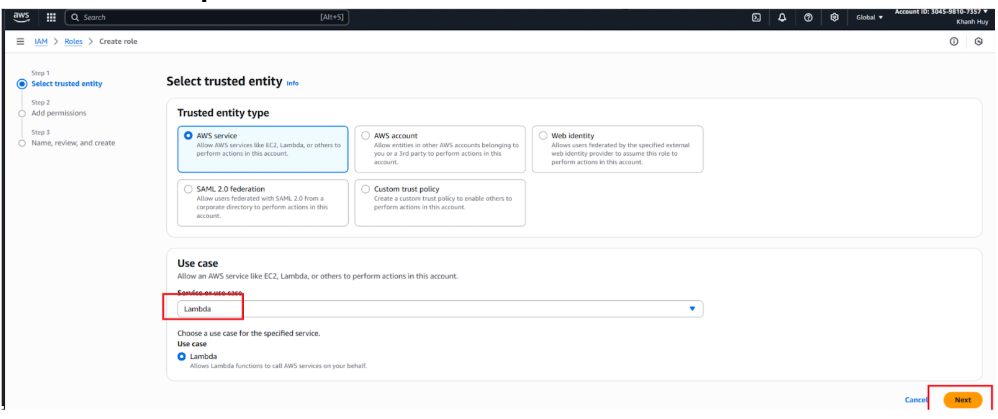 aws
Search
[Alt+S]
Global
Account ID: 3045-9810-7357
Khanh Huy
IAM > Roles > Create role
Step 1
Select trusted entity
Step 2
Add permissions
Step 3
Name, review, and create
Select trusted entity Info
Trusted entity type
AWS service
Allow AWS services like EC2, Lambda, or others to
perform actions in this account.
AWS account
Allow entities in other AWS accounts belonging to
you or a 3rd party to perform actions in this
account.
Web identity
Allows users federated by the specified external
web identity provider to assume this role to
perform actions in this account.
SAML 2.0 federation
Allow users federated with SAML 2.0 from a
corporate directory to perform actions in this
account.
Custom trust policy
Create a custom trust policy to enable others to
perform actions in this account.
Use case
Allow an AWS service like EC2, Lambda, or others to perform actions in this account.
Service or use case
Lambda
Choose a use case for the specified service.
Use case
Lambda
Allows Lambda functions to call AWS services on your behalf.
Cancel
Next